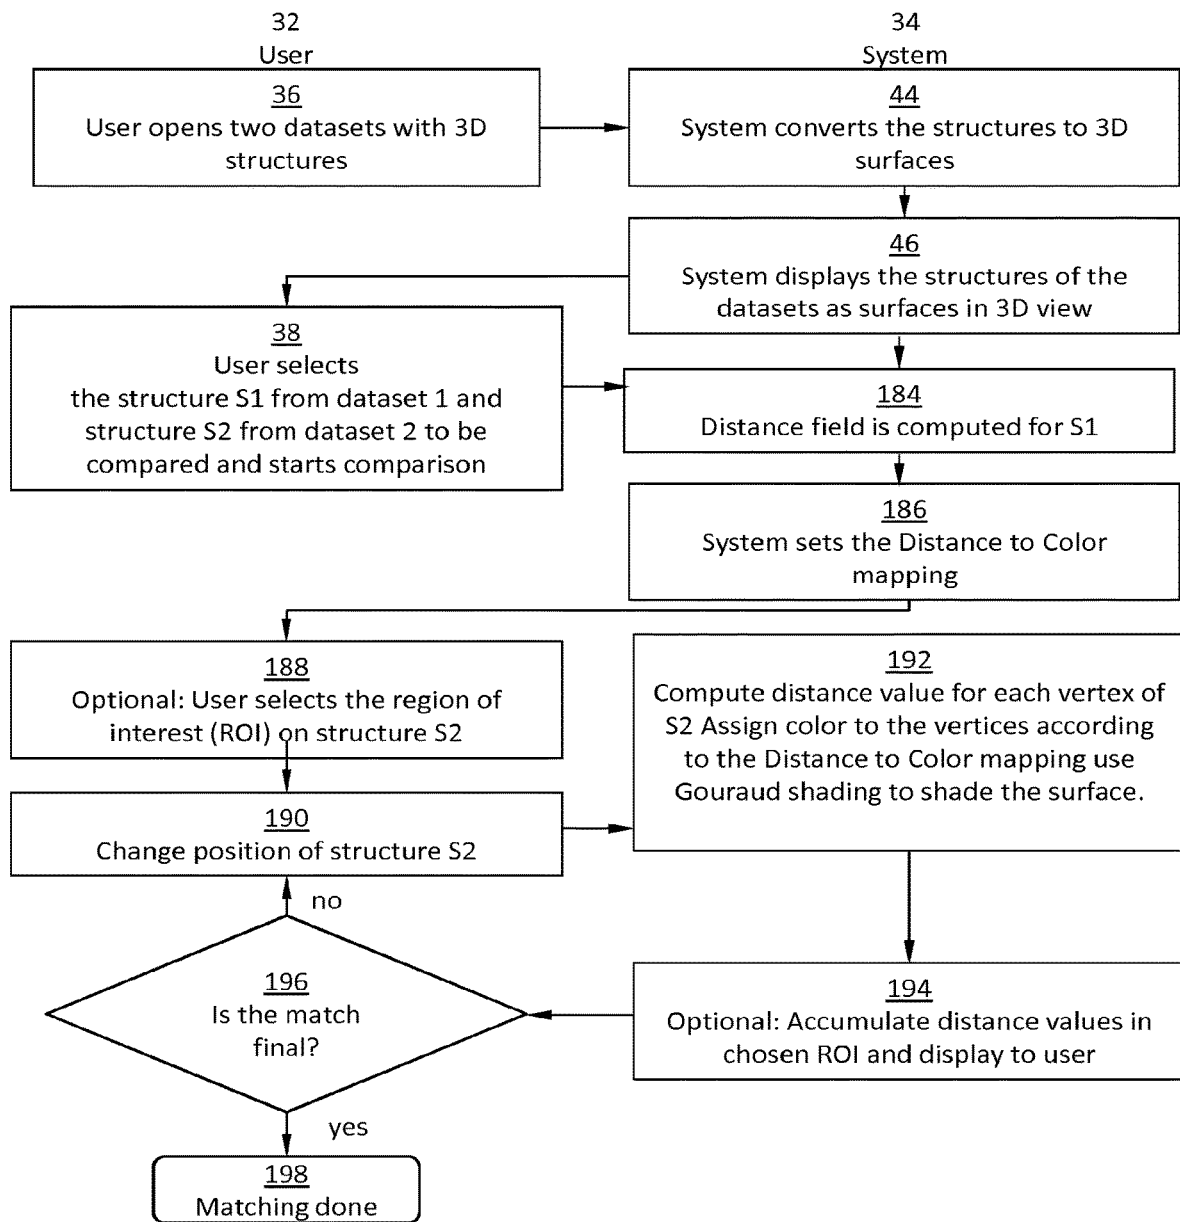 32
User
34
System
36
User opens two datasets with 3D
structures
44
System converts the structures to 3D
surfaces
46
System displays the structures of the
datasets as surfaces in 3D view
38
User selects
the structure S1 from dataset 1 and
structure S2 from dataset 2 to be
compared and starts comparison
184
Distance field is computed for S1
186
System sets the Distance to Color
mapping
188
Optional: User selects the region of
interest (ROI) on structure S2
190
Change position of structure S2
192
Compute distance value for each vertex of
S2 Assign color to the vertices according
to the Distance to Color mapping use
Gouraud shading to shade the surface.
194
Optional: Accumulate distance values in
chosen ROI and display to user
no
196
Is the match
final?
yes
198
Matching done